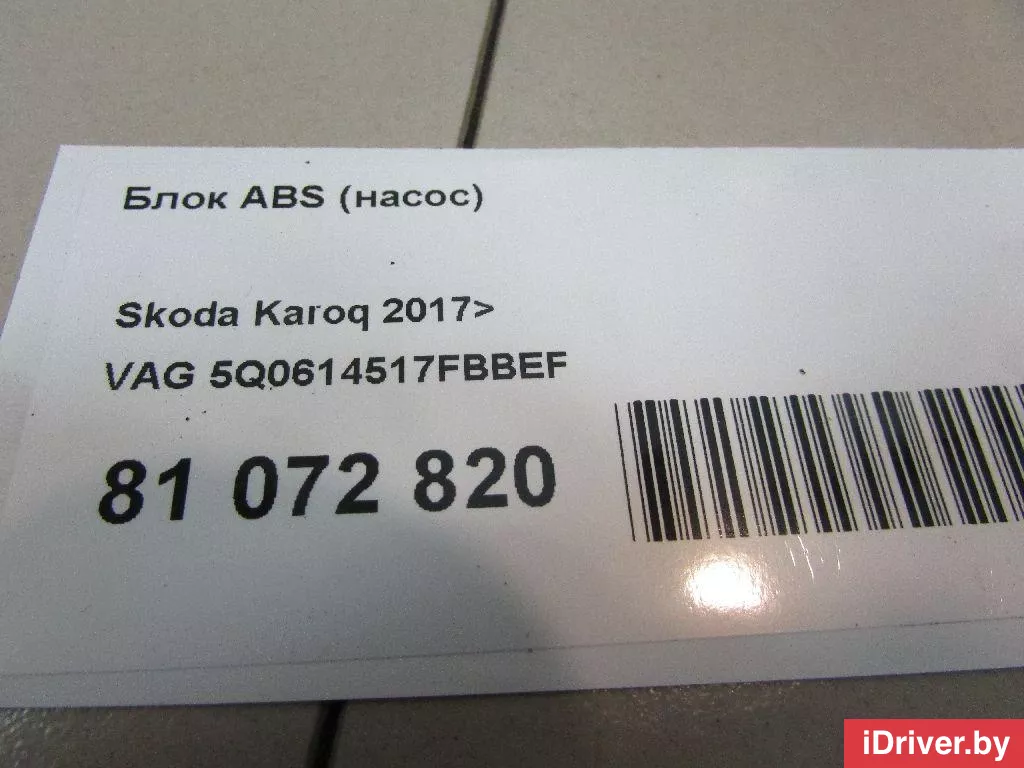 Блок ABS (насос)
Skoda Karoq 2017>
VAG 5Q0614517FBBEF
81 072 820
iDriver.by